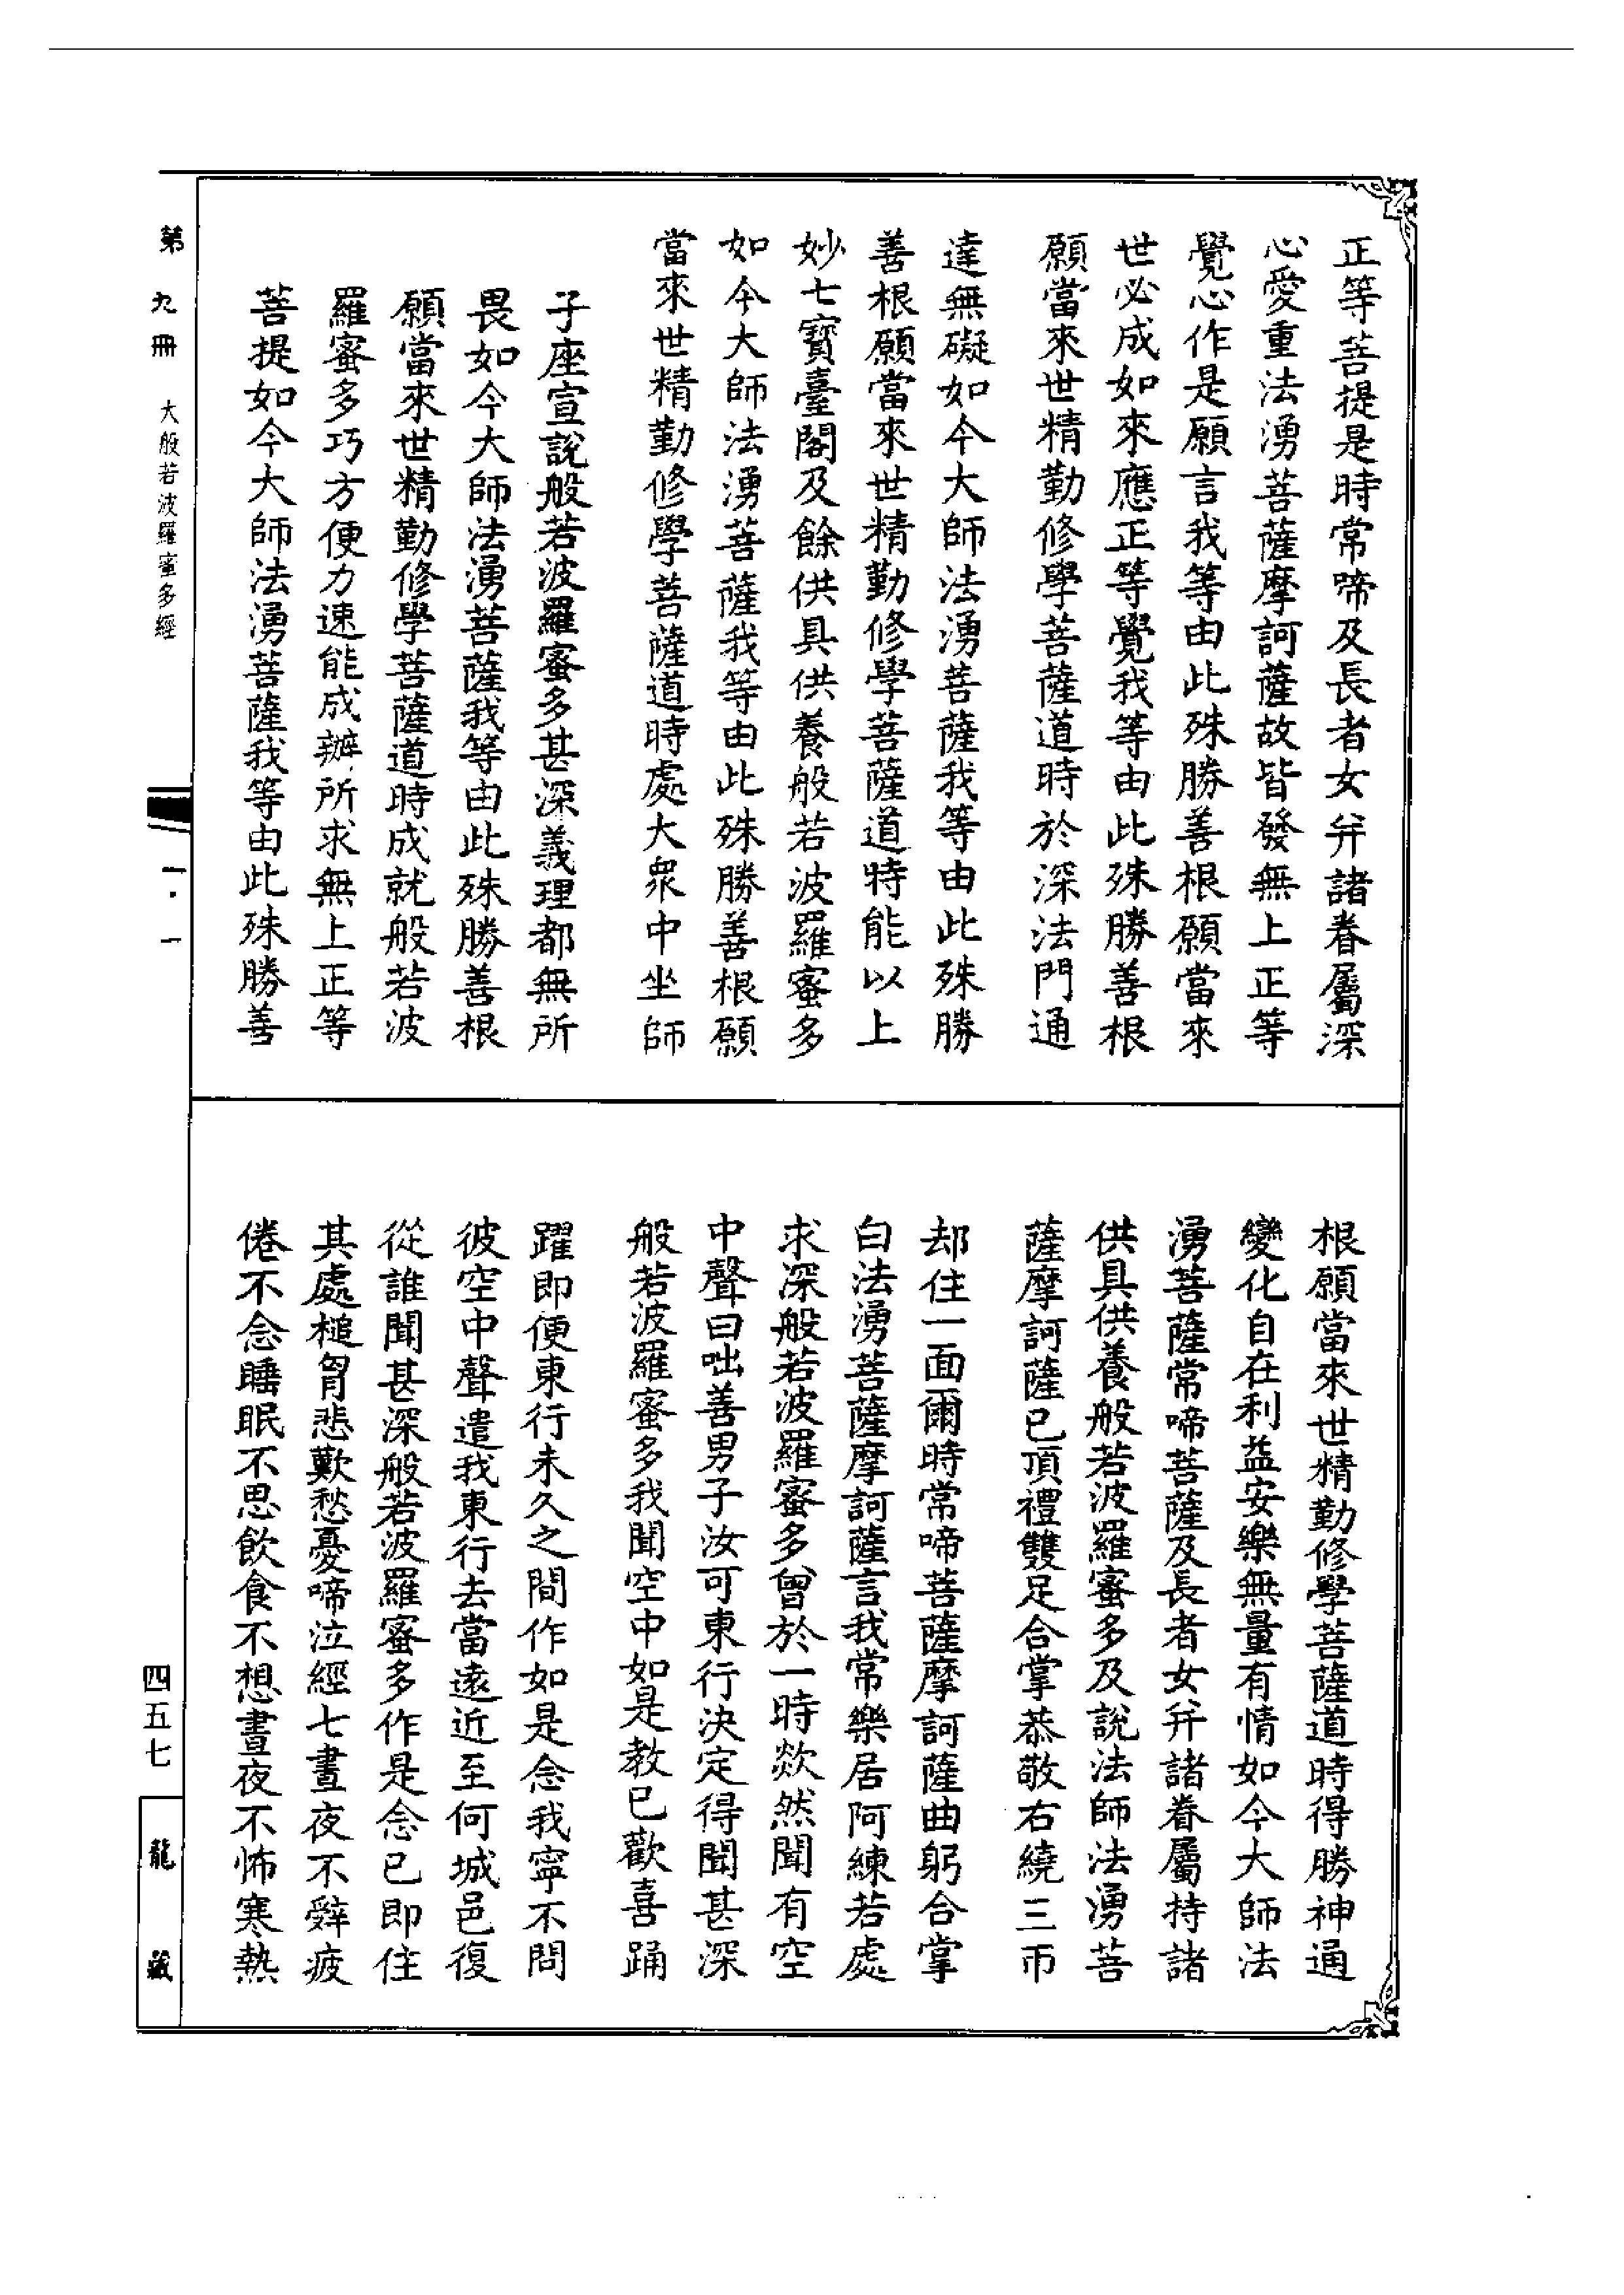 正等菩提是時常啼及長者女并諸眷屬深
心愛重法湧菩薩摩訶薩故皆發無上正等
覺心作是願言我等由此殊勝善根願當來
世必成如來應正等覺我等由此殊勝善根
願當來世精勤修學菩薩道時於深法門通
達無礙如今大師法湧菩薩我等由此殊勝
善根願當來世精勤修學菩薩道時能以上
妙七寶臺閣及餘供具供養般若波羅蜜多
如今大師法湧菩薩我等由此殊勝善根願
當來世精勤修學菩薩道時處大眾中坐師
子座宣說般若波羅蜜多甚深義理都無所
畏如今大師法湧菩薩我等由此殊勝善根
願當來世精勤修學菩薩道時成就般若波
羅蜜多巧方便力速能成辦所求無上正等
菩提如今大師法湧菩薩我等由此殊勝善
根願當來世精勤修學菩薩道時得勝神通
變化自在利益安樂無量有情如今大師法
湧菩薩常啼菩薩及長者女并諸眷屬持諸
供具供養般若波羅蜜多及說法師法湧菩
薩摩訶薩已頂禮雙足合掌恭敬右繞三帀
却住一面爾時常啼菩薩摩訶薩曲躬合掌
白法湧菩薩摩訶薩言我常樂居阿練若處
求深般若波羅蜜多曾於一時欻然聞有空
中聲曰咄善男子汝可東行決定得聞甚深
般若波羅蜜多我聞空中如是教已歡喜踊
躍即便東行未久之間作如是念我寧不問
彼空中聲遣我東行去當遠近至何城邑復
從誰聞甚深般若波羅蜜多作是念已即住
其處槌胷悲歎愁憂啼泣經七晝夜不辭疲
倦不念睡眠不思飲食不想晝夜不怖寒熱
第九冊 大般若波羅蜜多經
一·一
四五七
龍藏